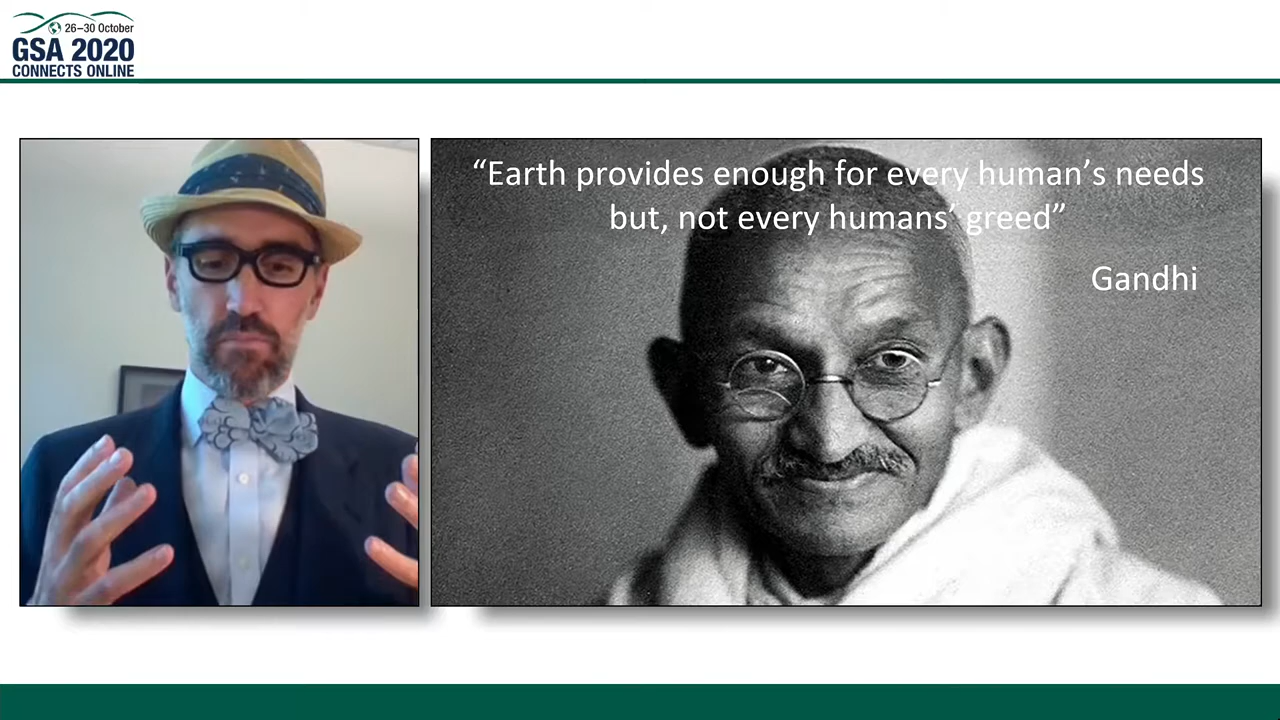 26–30 October
GSA 2020
CONNECTS ONLINE
“Earth provides enough for every human’s needs
but, not every humans’ greed”
Gandhi